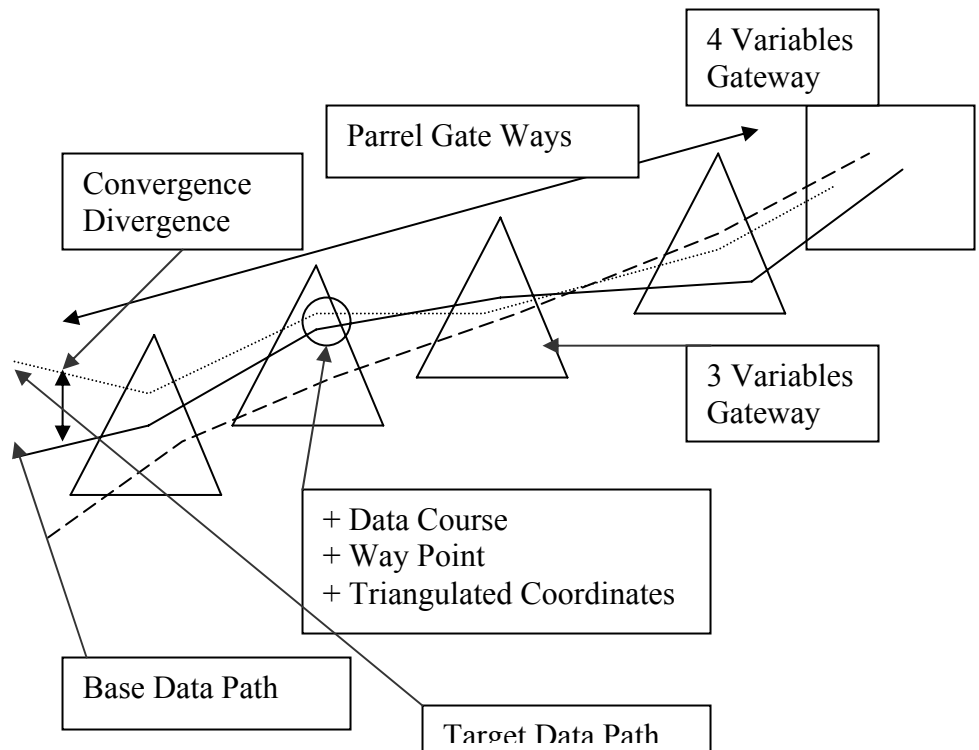 4 Variables
Gateway
Parrel Gate Ways
Convergence
Divergence
3 Variables
Gateway
+ Data Course
+ Way Point
+ Triangulated Coordinates
Base Data Path
Target Data Path